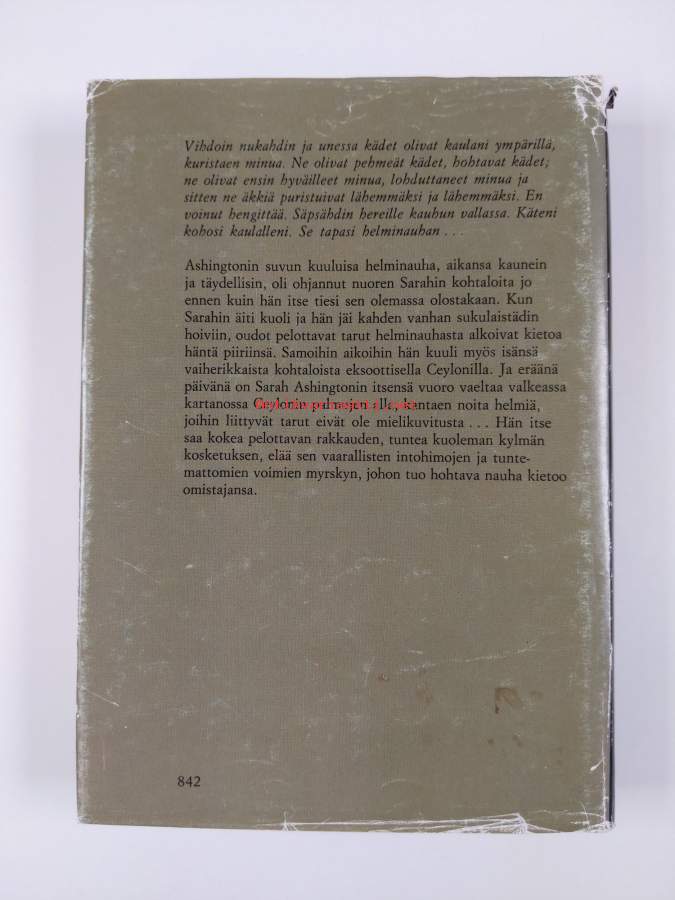 Vihdoin nukahdin ja unessa kädet olivat kaulani ympärillä,
kuristaen minua. Ne olivat pehmeät kädet, hohtavat kädet;
ne olivat ensin hyväilleet minua, lohduttaneet minua ja
sitten ne äkkiä puristuivat lähemmäksi ja lähemmäksi. En
voinut hengittää. Säpsähdin hereille kauhun vallassa. Käteni
kohosi kaulalleni. Se tapasi helminauhan . . .
Ashingtonin suvun kuuluisa helminauha, aikansa kaunein
ja täydellisin, oli ohjannut nuoren Sarahin kohtaloita jo
ennen kuin hän itse tiesi sen olemassa olostakaan. Kun
Sarahin äiti kuoli ja hän jäi kahden vanhan sukulaistädin
hoiviin, oudot pelottavat tarut helminauhasta alkoivat kietoa
häntä piiriinsä. Samoihin aikoihin hän kuuli myös isänsä
vaiherikkaista kohtaloista eksoottisella Ceylonilla. Ja eräänä
päivänä on Sarah Ashingtonin itsensä vuoro vaeltaa valkeassa
kartanossa Ceylonin palmujen alla, kantaen noita helmiä,
joihin liittyvät tarut eivät ole mielikuvitusta . . . Hän itse
saa kokea pelottavan rakkauden, tuntea kuoleman kylmän
kosketuksen, elää sen vaarallisten intohimojen ja tunte-
mattomien voimien myrskyn, johon tuo hohtava nauha kietoo
omistajansa.
842